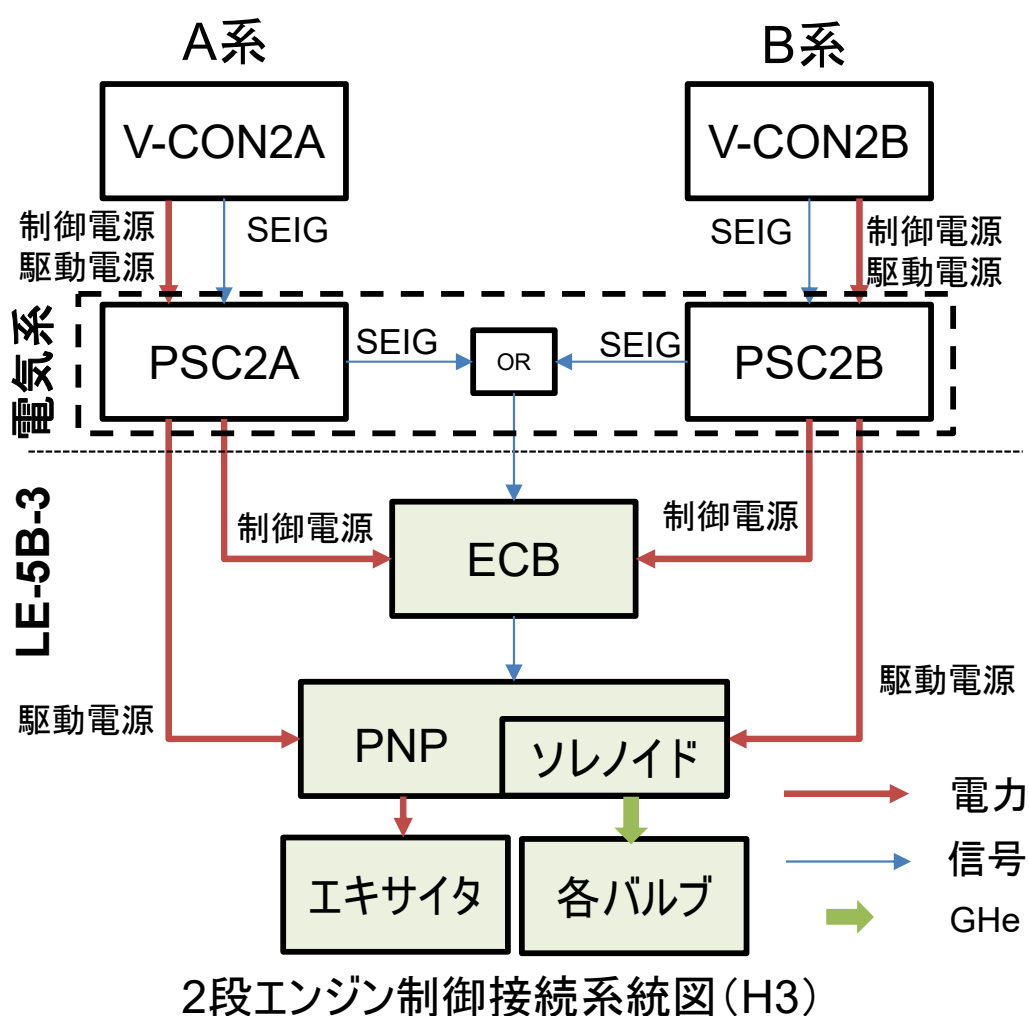 A系
B系
V-CON2A
V-CON2B
制御電源
駆動電源
SEIG
SEIG
制御電源
駆動電源
電気系
PSC2A
SEIG
OR
SEIG
PSC2B
LE-5B-3
制御電源
ECB
制御電源
駆動電源
PNP
ソレノイド
駆動電源
エキサイタ
各バルブ
電力
信号
GHe
2段エンジン制御接続系統図(H3)